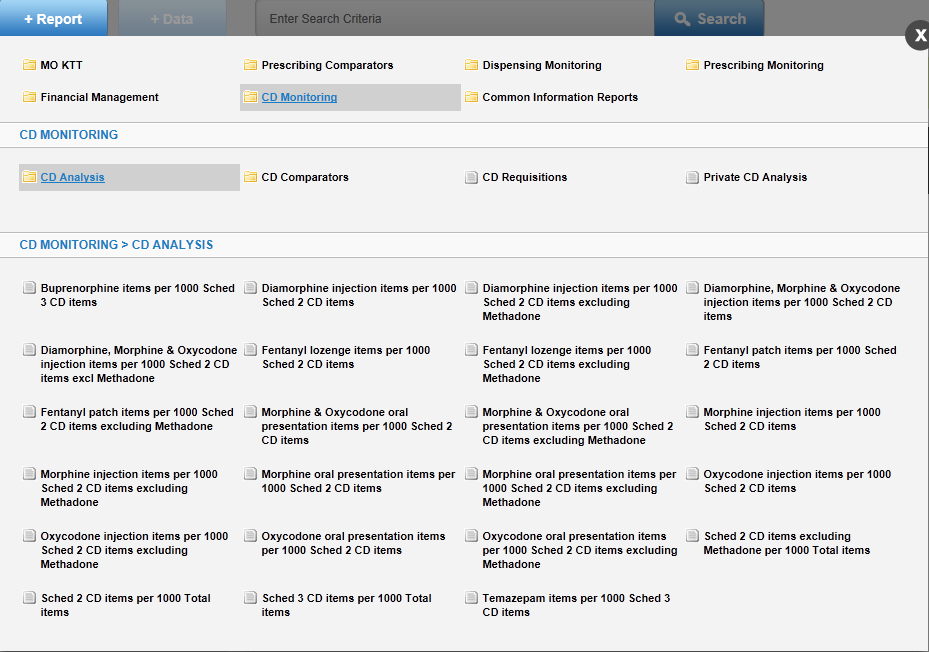 + Report
+ Data
Enter Search Criteria
Search
X
MO KTT
Prescribing Comparators
Dispensing Monitoring
Prescribing Monitoring
Financial Management
CD Monitoring
Common Information Reports
CD MONITORING
CD Analysis
CD Comparators
CD Requisitions
Private CD Analysis
CD MONITORING > CD ANALYSIS
Buprenorphine items per 1000 Sched
3 CD items
Diamorphine injection items per 1000
Sched 2 CD items
Diamorphine injection items per 1000
Sched 2 CD items excluding
Methadone
Diamorphine, Morphine & Oxycodone
injection items per 1000 Sched 2 CD
items
Diamorphine, Morphine & Oxycodone
injection items per 1000 Sched 2 CD
items excl Methadone
Fentanyl lozenge items per 1000
Sched 2 CD items
Fentanyl lozenge items per 1000
Sched 2 CD items excluding
Methadone
Fentanyl patch items per 1000 Sched
2 CD items
Fentanyl patch items per 1000 Sched
2 CD items excluding Methadone
Morphine & Oxycodone oral
presentation items per 1000 Sched 2
CD items
Morphine & Oxycodone oral
presentation items per 1000 Sched 2
CD items excluding Methadone
Morphine injection items per 1000
Sched 2 CD items
Morphine injection items per 1000
Sched 2 CD items excluding
Methadone
Morphine oral presentation items per
1000 Sched 2 CD items
Morphine oral presentation items per
1000 Sched 2 CD items excluding
Methadone
Oxycodone injection items per 1000
Sched 2 CD items
Oxycodone injection items per 1000
Sched 2 CD items excluding
Methadone
Oxycodone oral presentation items
per 1000 Sched 2 CD items
Oxycodone oral presentation items
per 1000 Sched 2 CD items excluding
Methadone
Sched 2 CD items excluding
Methadone per 1000 Total items
Sched 2 CD items per 1000 Total
items
Sched 3 CD items per 1000 Total
items
Temazepam items per 1000 Sched 3
CD items